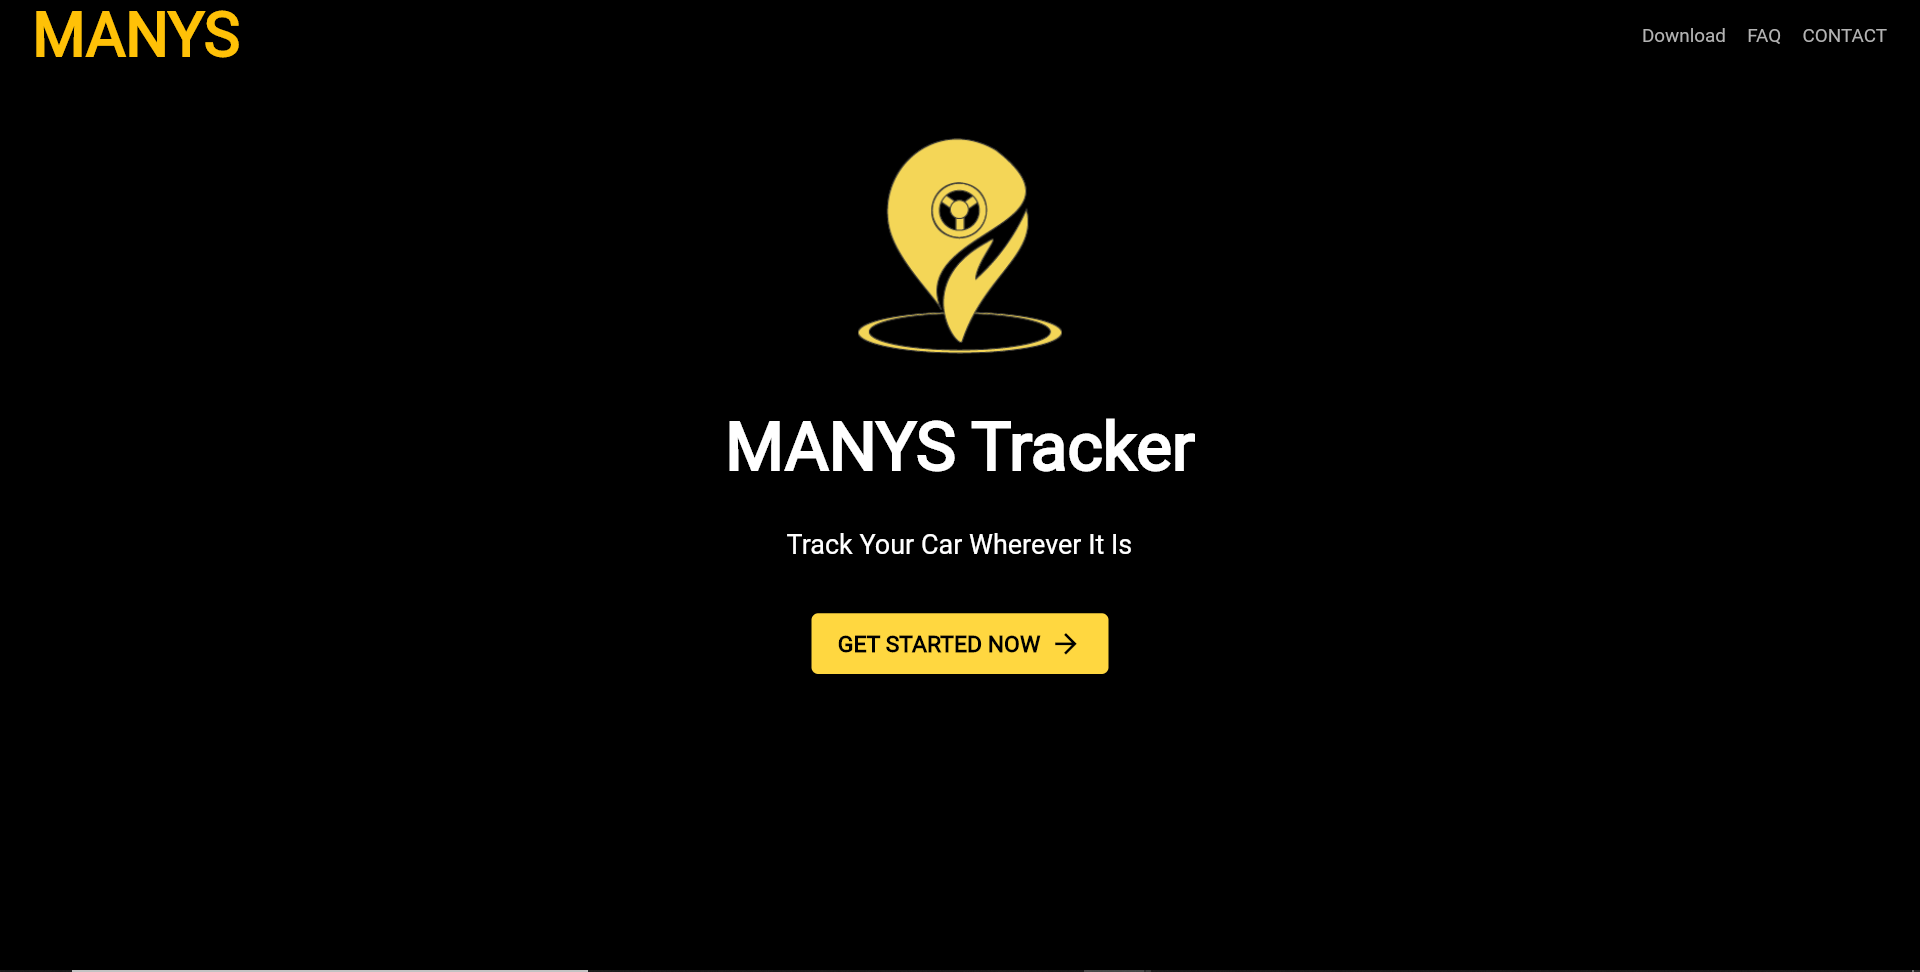 MANYS
Download FAQ CONTACT
MANYS Tracker
Track Your Car Wherever It Is
GET STARTED NOW